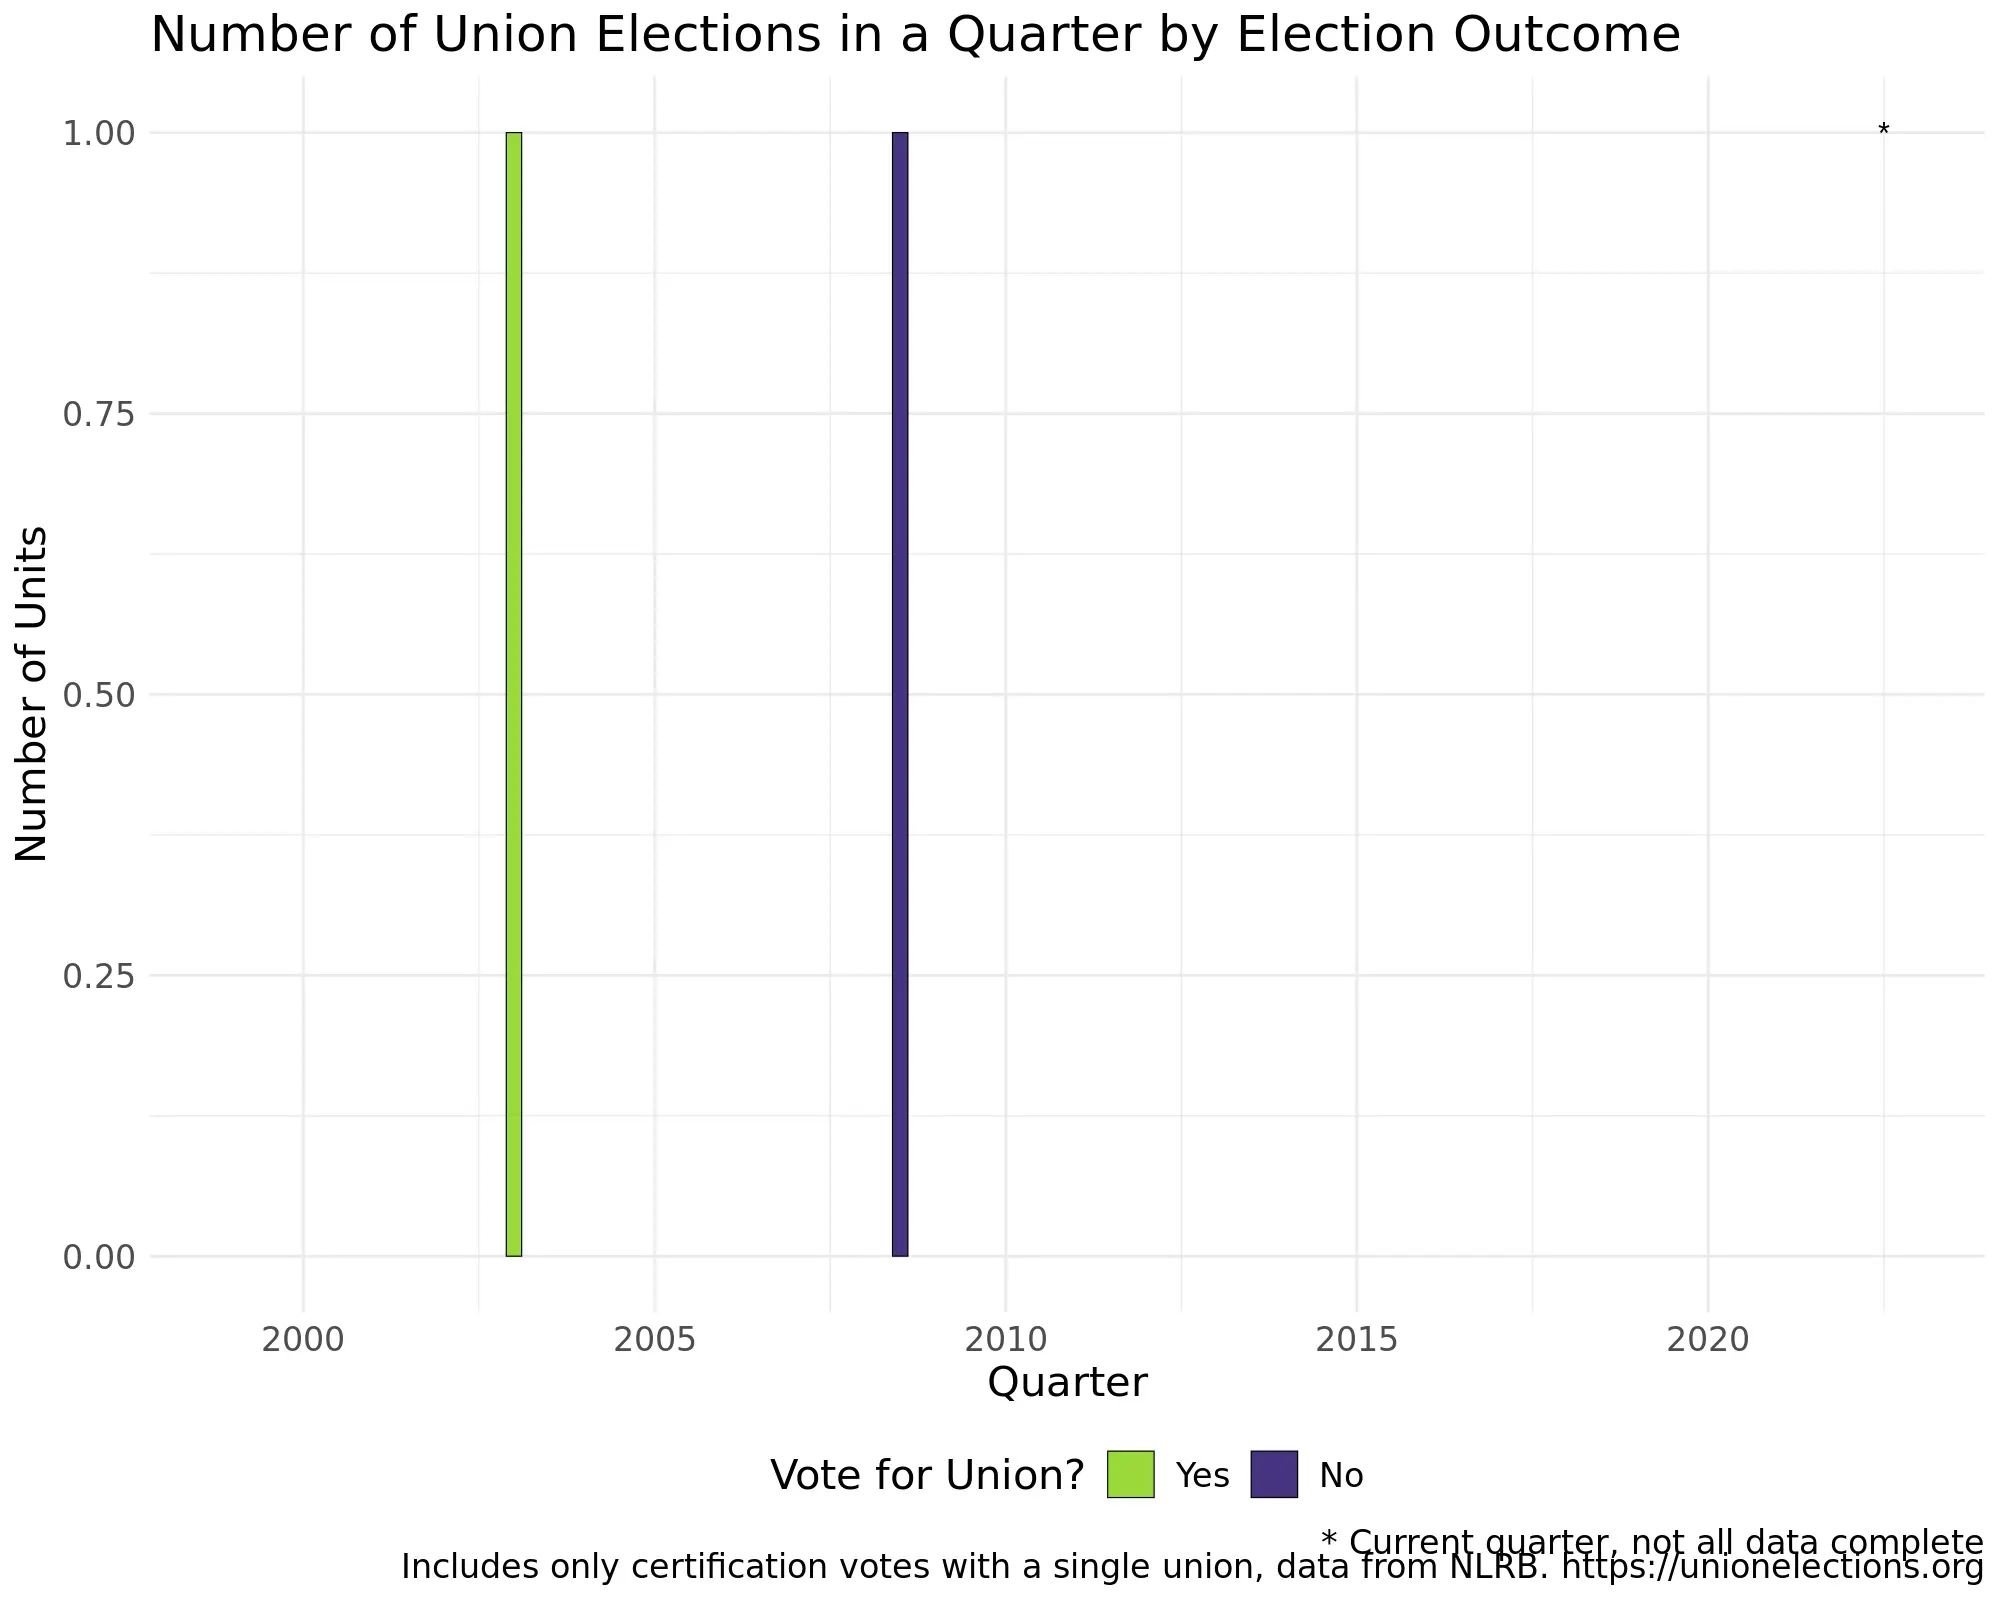 Number of Union Elections in a Quarter by Election Outcome
1.00
*
0.75
0.50
0.25
0.00
Number of Units
2000 2005 2010 2015 2020
Quarter
Vote for Union? Yes No
* Current quarter, not all data complete
Includes only certification votes with a single union, data from NLRB. https://unionelections.org